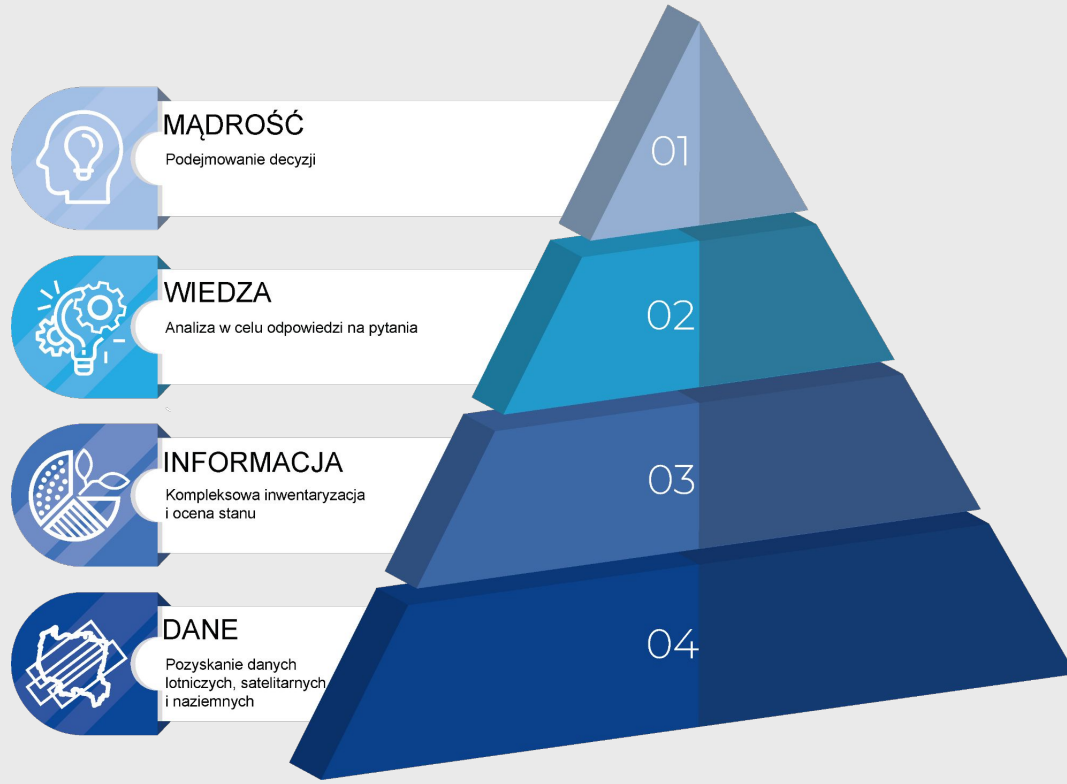 MĄDROŚĆ
Podejmowanie decyzji
01
WIEDZA
Analiza w celu odpowiedzi na pytania
02
INFORMACJA
Kompleksowa inwentaryzacja
i ocena stanu
03
DANE
Pozyskanie danych
lotniczych, satelitarnych
i naziemnych
04